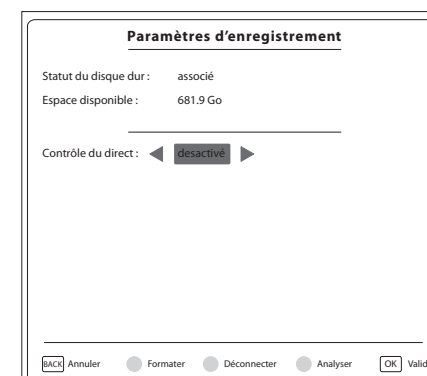 Paramètres d’enregistrement
Statut du disque dur : associé
Espace disponible : 681.9 Go
Contrôle du direct : desactivé
BACK Annuler Formater Déconnecter Analyser OK Valid